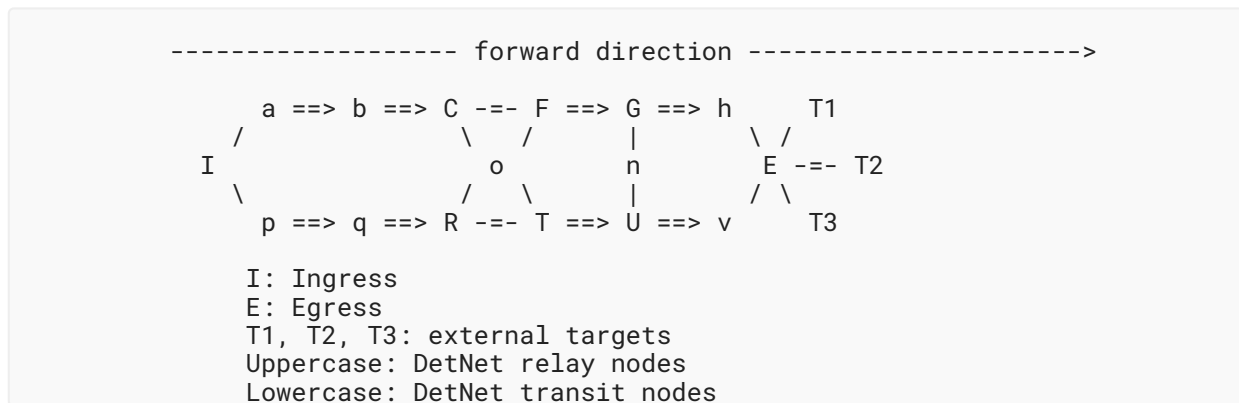 ------------------- forward direction ---------------------->
a ==> b ==> C -=- F ==> G ==> h     T1
/              \   /      |       \ /
I                  o        n        E -=- T2
\              /   \      |       / \
p ==> q ==> R -=- T ==> U ==> v     T3
I: Ingress
E: Egress
T1, T2, T3: external targets
Uppercase: DetNet relay nodes
Lowercase: DetNet transit nodes